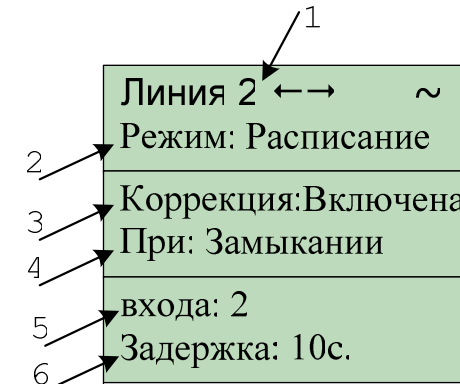 1
Линия 2 ←→ ~
2 Режим: Расписание
3 Коррекция:Включена
4 При: Замыкании
5 входа: 2
6 Задержка: 10с.